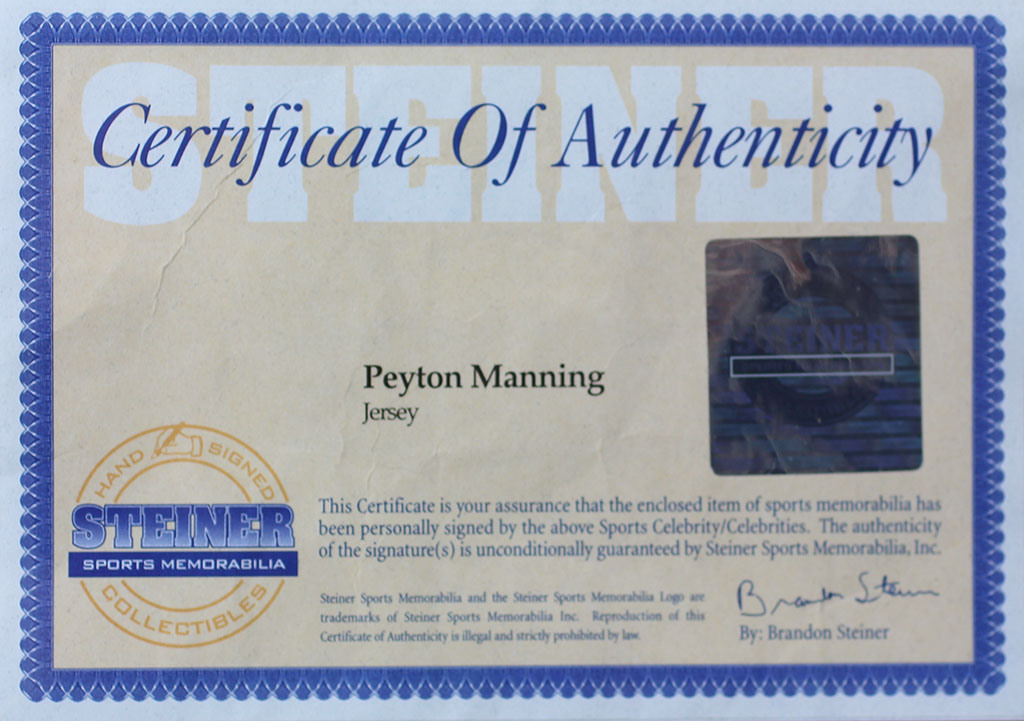 STEINER
Certificate Of Authenticity
STEINER
Peyton Manning
Jersey
HAND SIGNED
STEINER
SPORTS MEMORABILIA
COLLECTIBLES
This Certificate is your assurance that the enclosed item of sports memorabilia has
been personally signed by the above Sports Celebrity/Celebrities. The authenticity
of the signature(s) is unconditionally guaranteed by Steiner Sports Memorabilia, Inc.
Steiner Sports Memorabilia and the Steiner Sports Memorabilia Logo are
trademarks of Steiner Sports Memorabilia Inc. Reproduction of this
Certificate of Authenticity is illegal and strictly prohibited by law.
Brandon Steiner
By: Brandon Steiner